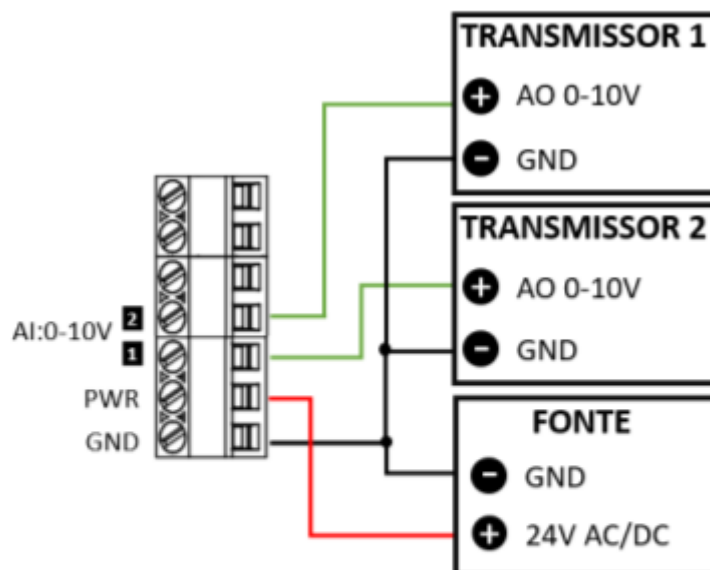 TRANSMISSOR 1
+ AO 0-10V
- GND
TRANSMISSOR 2
+ AO 0-10V
- GND
AI:0-10V
2
1
PWR
GND
FONTE
- GND
+ 24V AC/DC